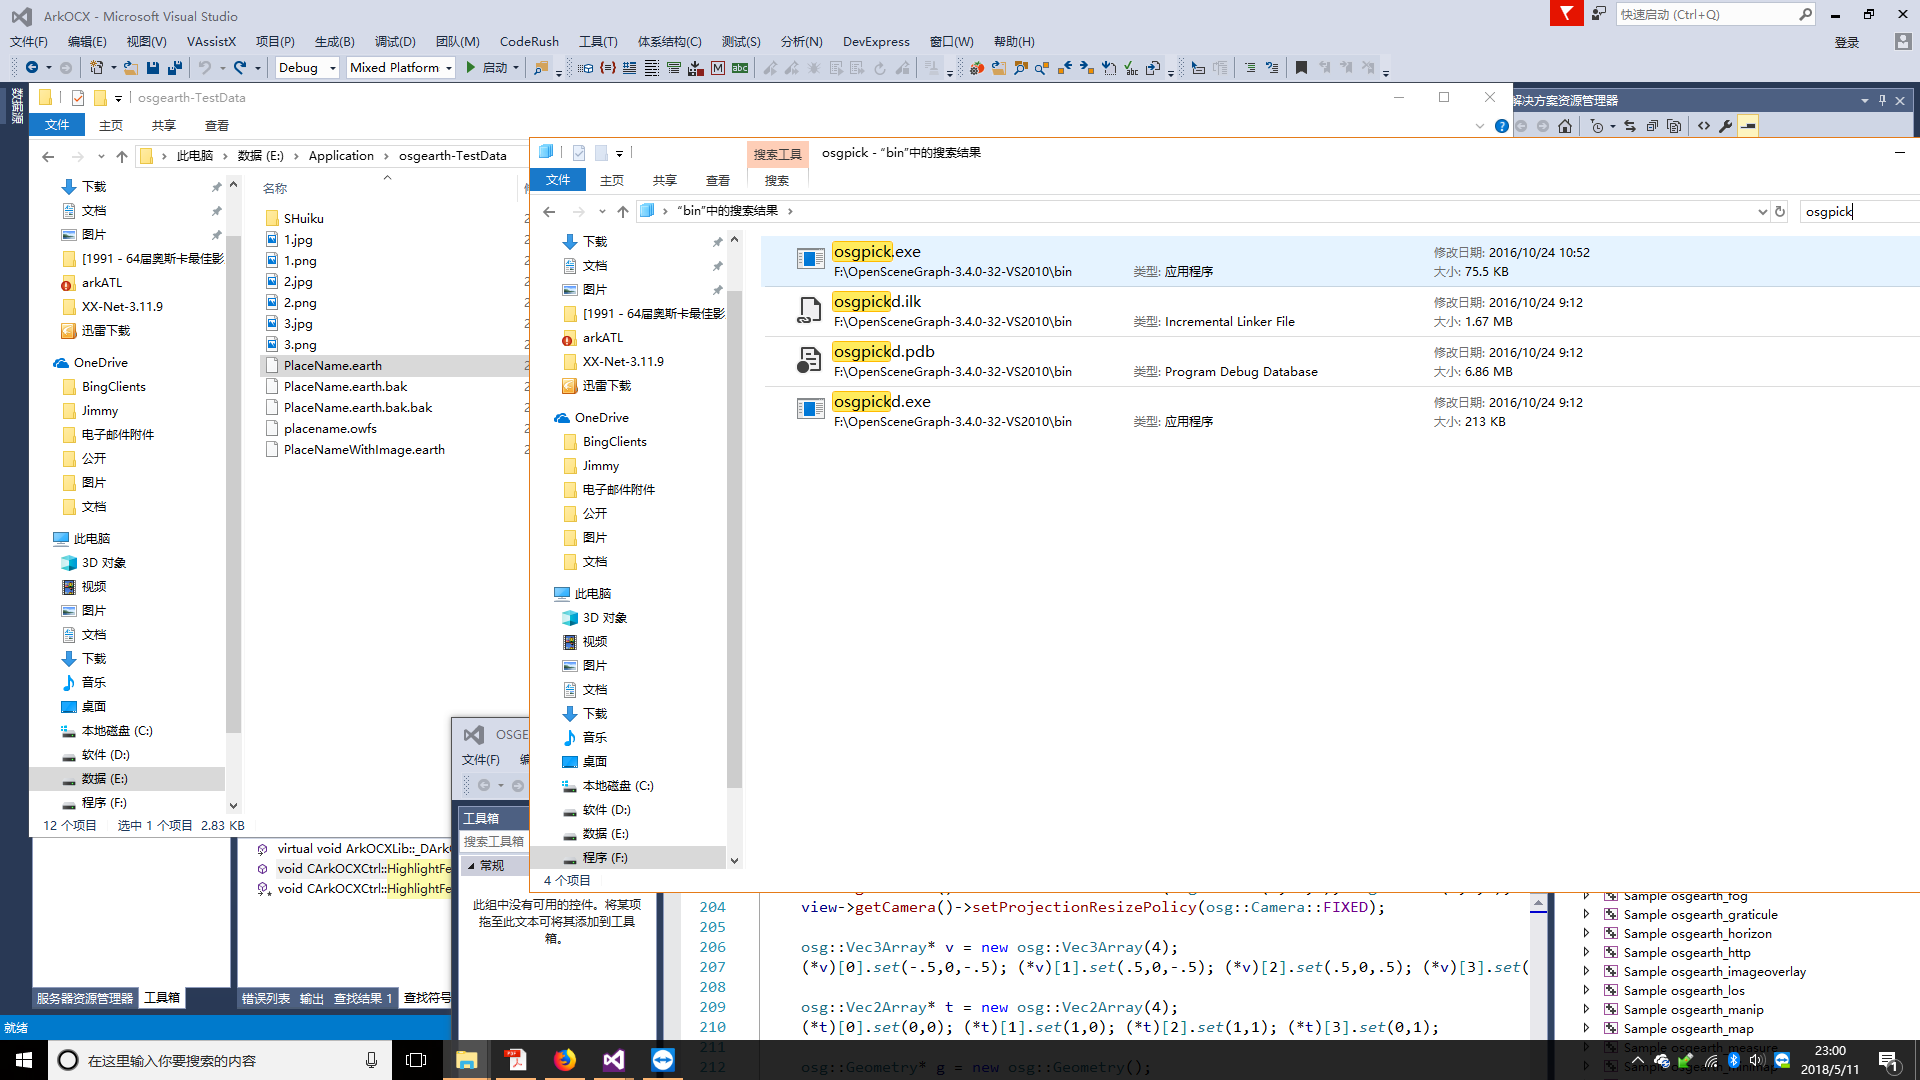 ArkOCX - Microsoft Visual Studio
快速启动 (Ctrl+Q)
文件(F) 编辑(E) 视图(V) VAssistX 项目(P) 生成(B) 调试(D) 团队(M) CodeRush 工具(T) 体系结构(C) 测试(S) 分析(N) DevExpress 窗口(W) 帮助(H)
登录
Debug Mixed Platform 启动
数据源
osgearth-TestData
解决方案资源管理器
文件 主页 共享 查看
此电脑 › 数据 (E:) › Application › osgearth-TestData
下载
文档
图片
[1991 - 64届奥斯卡最佳影
arkATL
XX-Net-3.11.9
迅雷下载
OneDrive
BingClients
Jimmy
电子邮件附件
公开
图片
文档
此电脑
3D 对象
视频
图片
文档
下载
音乐
桌面
本地磁盘 (C:)
软件 (D:)
数据 (E:)
程序 (F:)
名称
SHuiku
1.jpg
1.png
2.jpg
2.png
3.jpg
3.png
PlaceName.earth
PlaceName.earth.bak
PlaceName.earth.bak.bak
placename.owfs
PlaceNameWithImage.earth
12 个项目 选中 1 个项目 2.83 KB
搜索工具 osgpick - “bin”中的搜索结果
文件 主页 共享 查看 搜索
“bin”中的搜索结果 ›
osgpick
下载
文档
图片
[1991 - 64届奥斯卡最佳影
arkATL
XX-Net-3.11.9
迅雷下载
OneDrive
BingClients
Jimmy
电子邮件附件
公开
图片
文档
此电脑
3D 对象
视频
图片
文档
下载
音乐
桌面
本地磁盘 (C:)
软件 (D:)
数据 (E:)
程序 (F:)
osgpick.exe 修改日期: 2016/10/24 10:52
F:\OpenSceneGraph-3.4.0-32-VS2010\bin 类型: 应用程序 大小: 75.5 KB
osgpickd.ilk 修改日期: 2016/10/24 9:12
F:\OpenSceneGraph-3.4.0-32-VS2010\bin 类型: Incremental Linker File 大小: 1.67 MB
osgpickd.pdb 修改日期: 2016/10/24 9:12
F:\OpenSceneGraph-3.4.0-32-VS2010\bin 类型: Program Debug Database 大小: 6.86 MB
osgpickd.exe 修改日期: 2016/10/24 9:12
F:\OpenSceneGraph-3.4.0-32-VS2010\bin 类型: 应用程序 大小: 213 KB
4 个项目
OSGE
文件(F)
工具箱
搜索工具箱
常规
此组中没有可用的控件。将某项
拖至此文本可将其添加到工具
箱。
virtual void ArkOCXLib::_DArk
void CArkOCXCtrl::HighlightFe
void CArkOCXCtrl::HighlightFe
服务器资源管理器 工具箱 错误列表 输出 查找结果 1 查找符号
就绪
204 view->getCamera()->setProjectionResizePolicy(osg::Camera::FIXED);
205
206 osg::Vec3Array* v = new osg::Vec3Array(4);
207 (*v)[0].set(-.5,0,-.5); (*v)[1].set(.5,0,-.5); (*v)[2].set(.5,0,.5); (*v)[3].set(
208
209 osg::Vec2Array* t = new osg::Vec2Array(4);
210 (*t)[0].set(0,0); (*t)[1].set(1,0); (*t)[2].set(1,1); (*t)[3].set(0,1);
211
212 osg::Geometry* g = new osg::Geometry();
Sample osgearth_fog
Sample osgearth_graticule
Sample osgearth_horizon
Sample osgearth_http
Sample osgearth_imageoverlay
Sample osgearth_los
Sample osgearth_manip
Sample osgearth_map
Sample osgearth_measure
Sample osgearth_minimap
在这里输入你要搜索的内容
23:00
2018/5/11
1